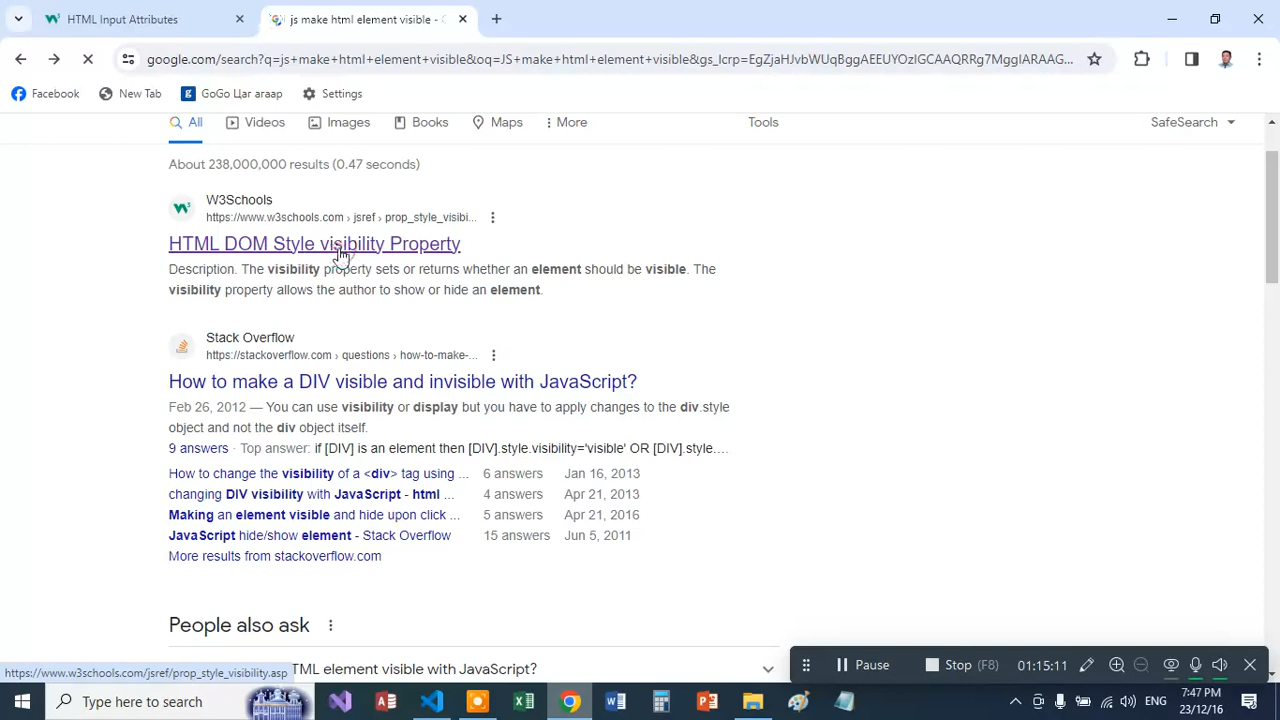 HTML Input Attributes
js make html element visible -
google.com/search?q=js+make+html+element+visible&oq=JS+make+html+element+visible&gs_lcrp=EgZjaHJvbWUqBggAEEUYOzIGCAAQRRg7MggIARAAG...
Facebook
New Tab
GoGo Цаг агаар
Settings
All
Videos
Images
Books
Maps
More
Tools
SafeSearch
About 238,000,000 results (0.47 seconds)
W3Schools
https://www.w3schools.com › jsref › prop_style_visibi...
HTML DOM Style visibility Property
Description. The visibility property sets or returns whether an element should be visible. The
visibility property allows the author to show or hide an element.
Stack Overflow
https://stackoverflow.com › questions › how-to-make-...
How to make a DIV visible and invisible with JavaScript?
Feb 26, 2012 — You can use visibility or display but you have to apply changes to the div.style
object and not the div object itself.
9 answers · Top answer: if [DIV] is an element then [DIV].style.visibility='visible' OR [DIV].style....
How to change the visibility of a <div> tag using ... 6 answers Jan 16, 2013
changing DIV visibility with JavaScript - html ... 4 answers Apr 21, 2013
Making an element visible and hide upon click ... 5 answers Apr 21, 2016
JavaScript hide/show element - Stack Overflow 15 answers Jun 5, 2011
More results from stackoverflow.com
People also ask
TML element visible with JavaScript?
https://www.w3schools.com/jsref/prop_style_visibility.asp
Pause
Stop (F8)
01:15:11
Type here to search
ENG
7:47 PM
23/12/16